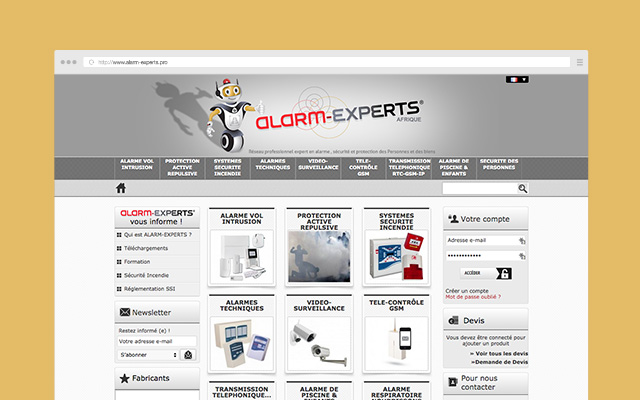 http://www.alarm-experts.pro
ALARM-EXPERTS®
AFRIQUE
Réseau professionnel expert en alarme, sécurité et protection des Personnes et des biens
ALARME VOL
INTRUSION
PROTECTION
ACTIVE
REPULSIVE
SYSTEMES
SECURITE
INCENDIE
ALARMES
TECHNIQUES
VIDEO-
SURVEILLANCE
TELE-
CONTRÔLE
GSM
TRANSMISSION
TELEPHONIQUE
RTC-GSM-IP
ALARME DE
PISCINE &
ENFANTS
SECURITE DES
PERSONNES
ALARM-EXPERTS®
vous informe !
Qui est ALARM-EXPERTS ?
Téléchargements
Formation
Sécurité Incendie
Réglementation SSI
Newsletter
Restez informé (e) !
Votre adresse e-mail
S'abonner
Fabricants
ALARME VOL
INTRUSION
PROTECTION
ACTIVE
REPULSIVE
SYSTEMES
SECURITE
INCENDIE
ALARMES
TECHNIQUES
VIDEO-
SURVEILLANCE
TELE-CONTRÔLE
GSM
TRANSMISSION
TELEPHONIQUE...
ALARME DE
PISCINE &
ENFANTS
ALARME
RESPIRATOIRE
NOURRISSONS
Votre compte
Adresse e-mail
••••••••••••
ACCÉDER
Créer un compte
Mot de passe oublié ?
Devis
Vous devez être connecté pour
ajouter un produit
» Voir tous les devis
»Demande de Devis
Pour nous
contacter